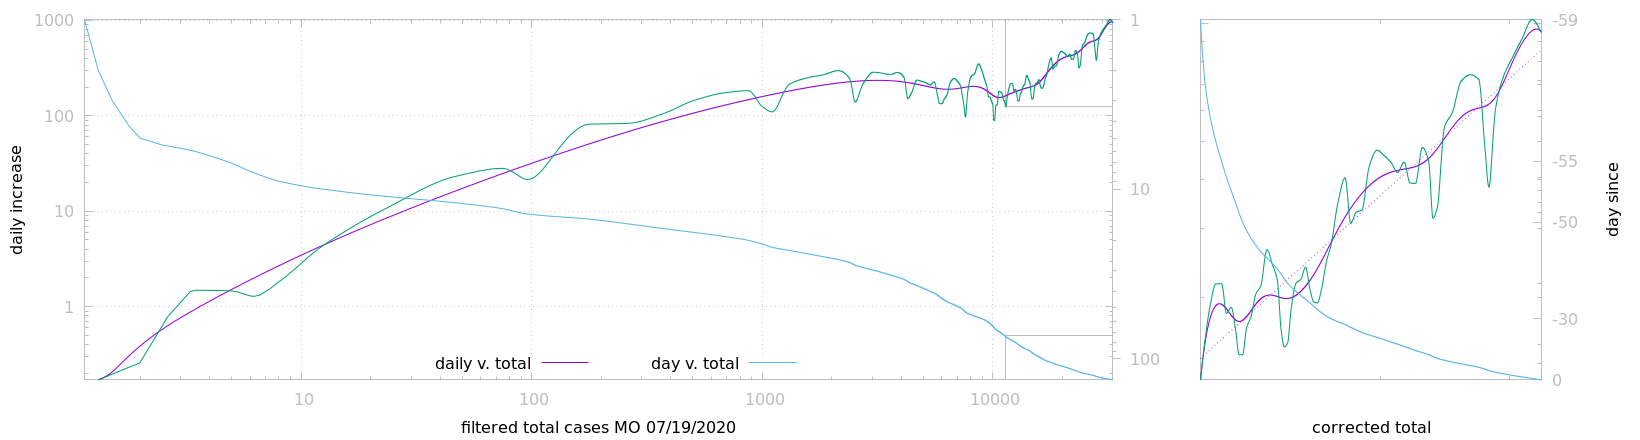 1000
100
10
1
daily increase
10
100
1000
10000
filtered total cases MO 07/19/2020
daily v. total
day v. total
1
10
100
-59
-55
-50
-30
0
day since
corrected total